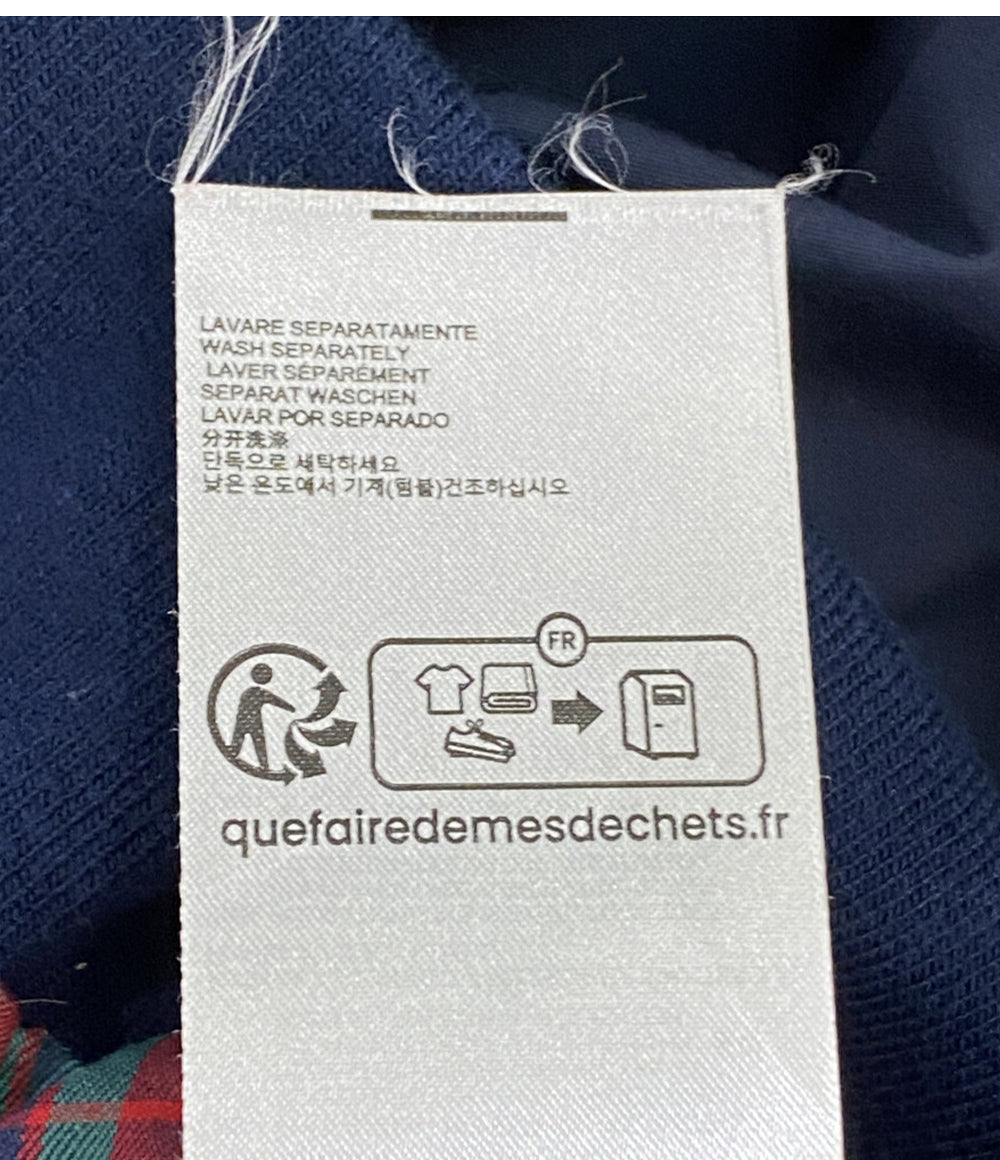 LAVARE SEPARATAMENTE
WASH SEPARATELY
LAVER SÉPARÉMENT
SEPARAT WASCHEN
LAVAR POR SEPARADO
分开洗涤
단독으로 세탁하세요
낮은 온도에서 기계(텀블)건조하십시오
FR
quefairedemesdechets.fr